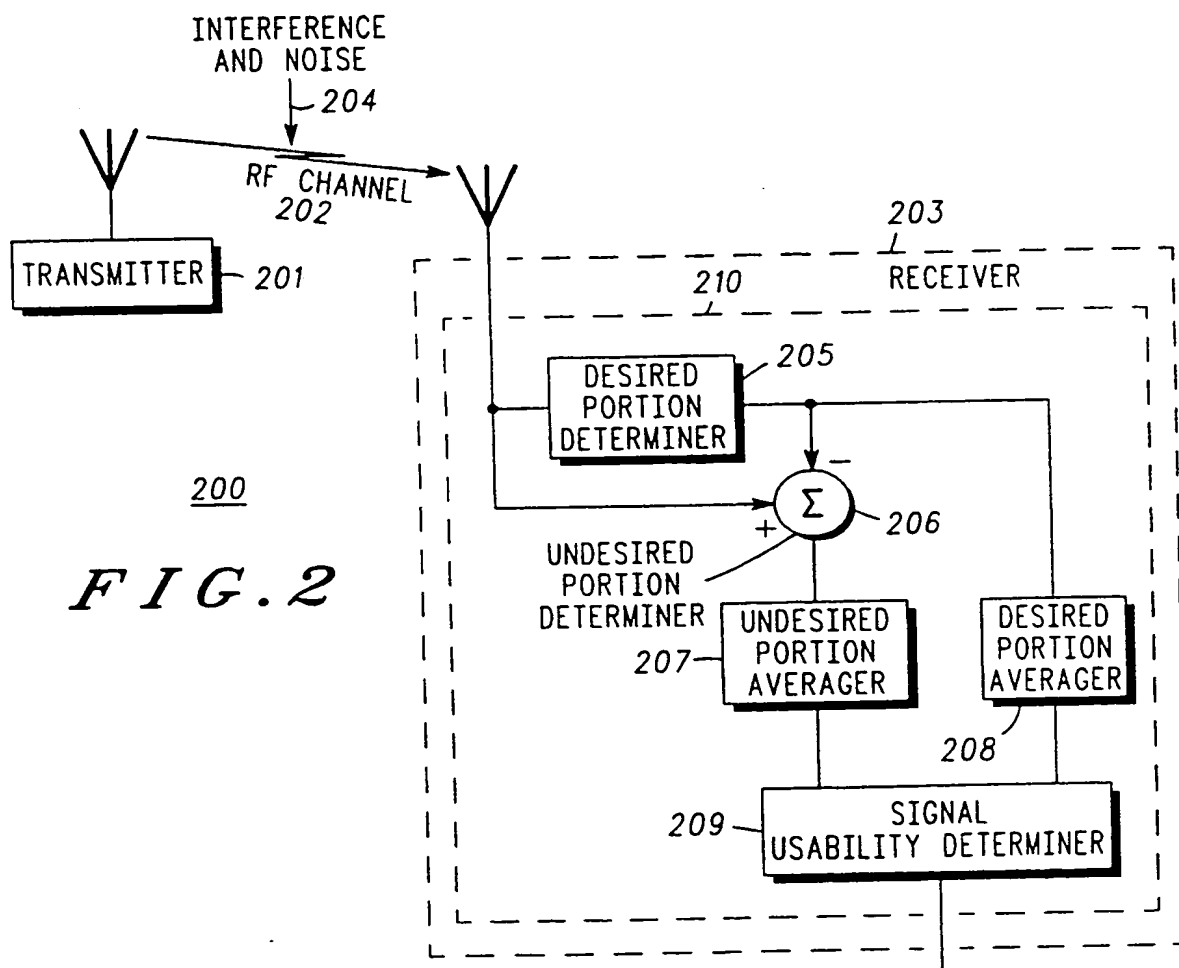 INTERFERENCE
AND NOISE
204
RF CHANNEL
202
TRANSMITTER
201
203
RECEIVER
210
205
DESIRED
PORTION
DETERMINER
−
Σ
+
206
200
FIG.2
UNDESIRED
PORTION
DETERMINER
UNDESIRED
PORTION
AVERAGER
207
DESIRED
PORTION
AVERAGER
208
SIGNAL
USABILITY DETERMINER
209